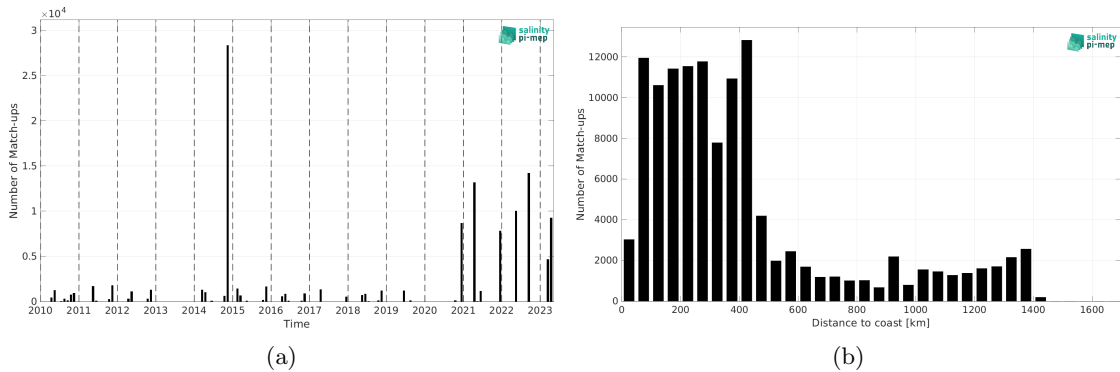 ×10⁴
salinity
pi-mep
3
2.5
2
1.5
1
0.5
0
Number of Match-ups
2010 2011 2012 2013 2014 2015 2016 2017 2018 2019 2020 2021 2022 2023
Time
(a)
salinity
pi-mep
12000
10000
8000
6000
4000
2000
0
Number of Match-ups
0 200 400 600 800 1000 1200 1400 1600
Distance to coast [km]
(b)